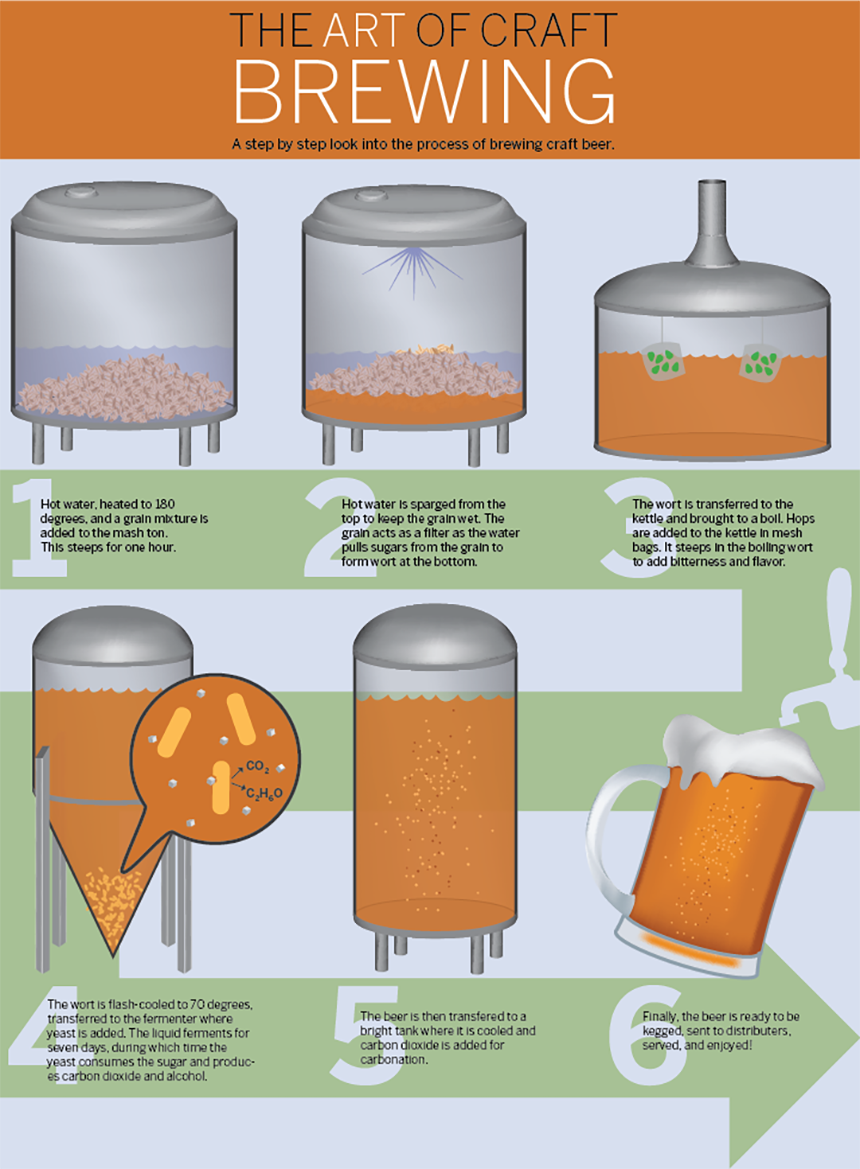 THE ART OF CRAFT
BREWING
A step by step look into the process of brewing craft beer.
1
Hot water, heated to 180
degrees, and a grain mixture is
added to the mash ton.
This steeps for one hour.
2
Hot water is sparged from the
top to keep the grain wet. The
grain acts as a filter as the water
pulls sugars from the grain to
form wort at the bottom.
3
The wort is transferred to the
kettle and brought to a boil. Hops
are added to the kettle in mesh
bags. It steeps in the boiling wort
to add bitterness and flavor.
CO₂
C₂H₆O
4
The wort is flash-cooled to 70 degrees,
transferred to the fermenter where
yeast is added. The liquid ferments for
seven days, during which time the
yeast consumes the sugar and produc-
es carbon dioxide and alcohol.
5
The beer is then transfered to a
bright tank where it is cooled and
carbon dioxide is added for
carbonation.
6
Finally, the beer is ready to be
kegged, sent to distributers,
served, and enjoyed!